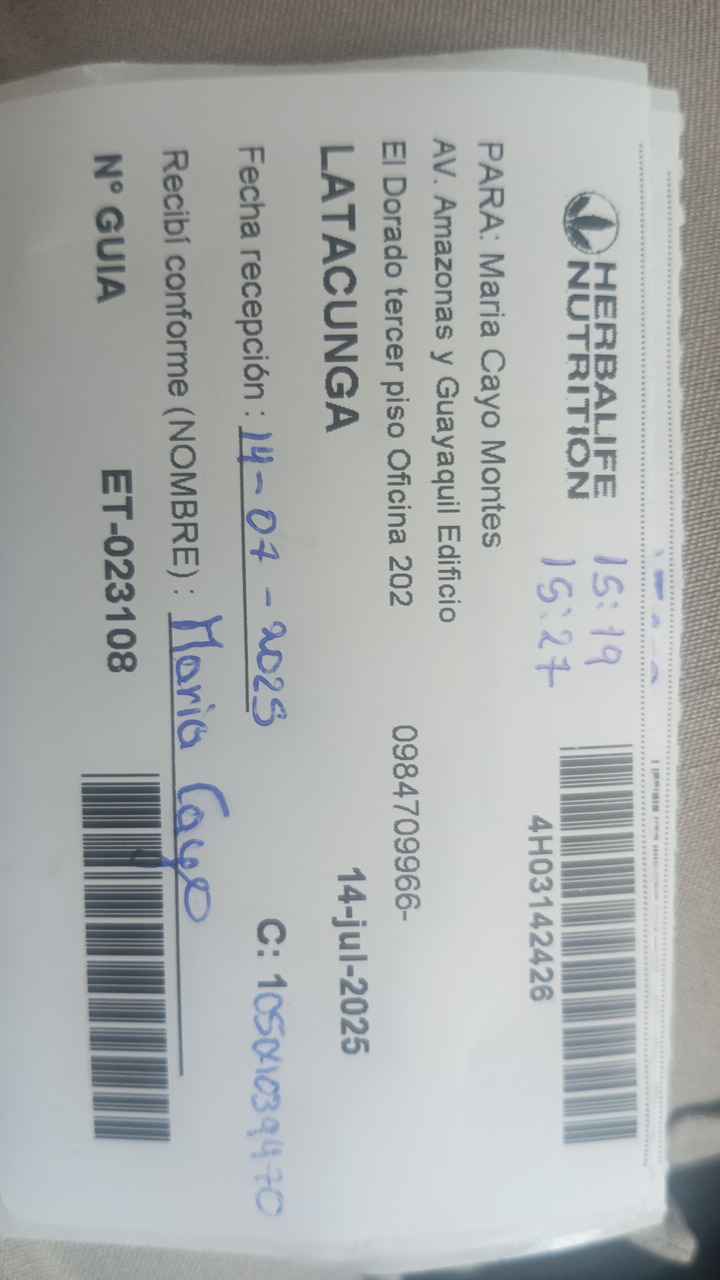 HERBALIFE
NUTRITION
15:19
15:27
4H03142426
PARA: Maria Cayo Montes
AV. Amazonas y Guayaquil Edificio
El Dorado tercer piso Oficina 202 0984709966-
LATACUNGA 14-jul-2025
Fecha recepción : 14-07-2025 C: 1
Recibí conforme (NOMBRE) : Maria Cayo
N° GUIA ET-023108